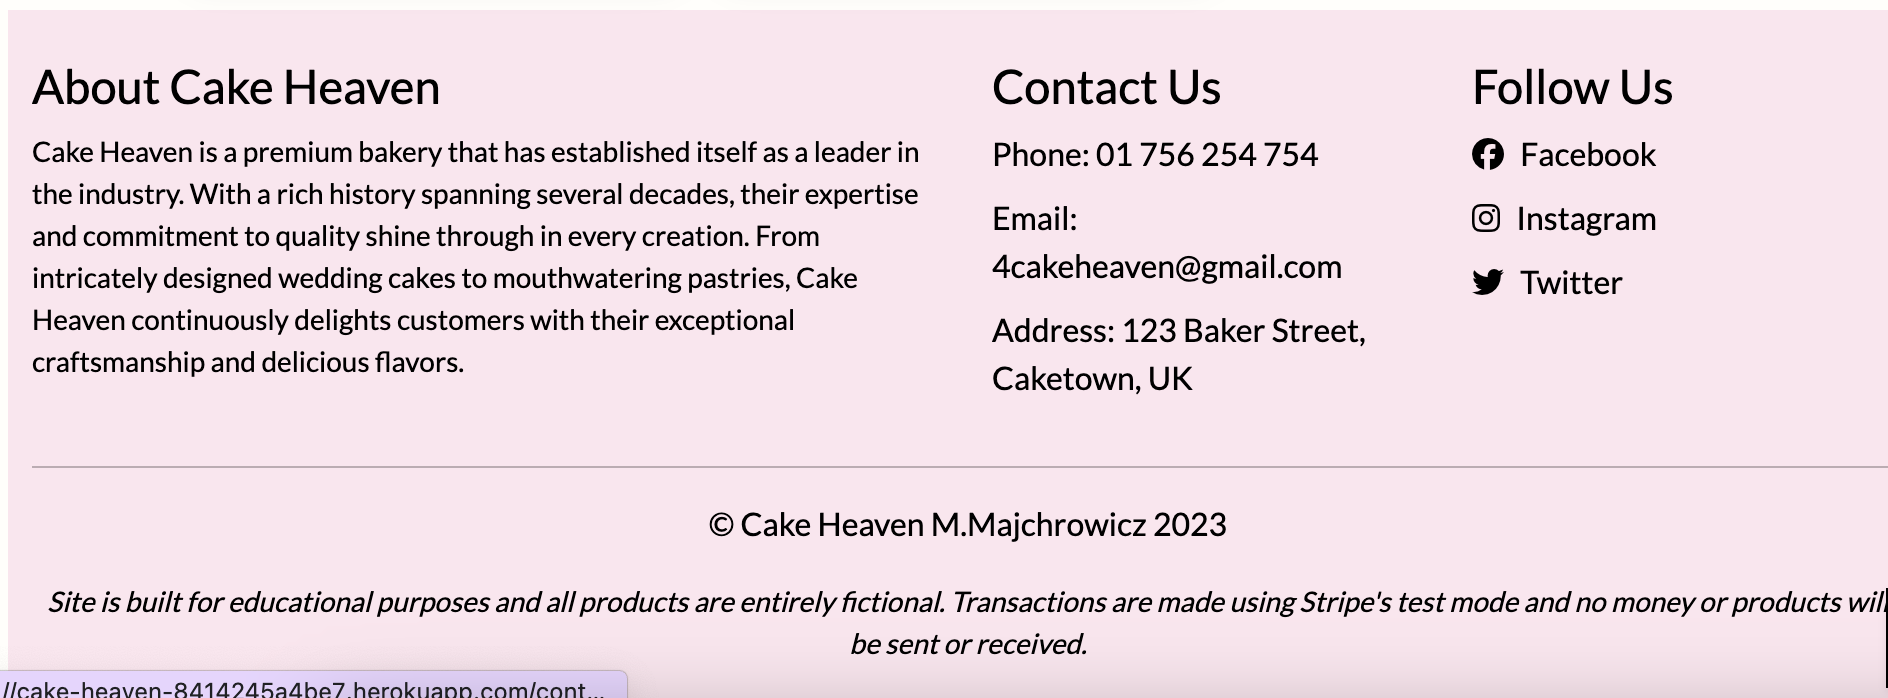 About Cake Heaven
Cake Heaven is a premium bakery that has established itself as a leader in
the industry. With a rich history spanning several decades, their expertise
and commitment to quality shine through in every creation. From
intricately designed wedding cakes to mouthwatering pastries, Cake
Heaven continuously delights customers with their exceptional
craftsmanship and delicious flavors.
Contact Us
Phone: 01 756 254 754
Email:
4cakeheaven@gmail.com
Address: 123 Baker Street,
Caketown, UK
Follow Us
Facebook
Instagram
Twitter
© Cake Heaven M.Majchrowicz 2023
Site is built for educational purposes and all products are entirely fictional. Transactions are made using Stripe's test mode and no money or products will
be sent or received.
//cake-heaven-8414245a4be7.herokuapp.com/cont...